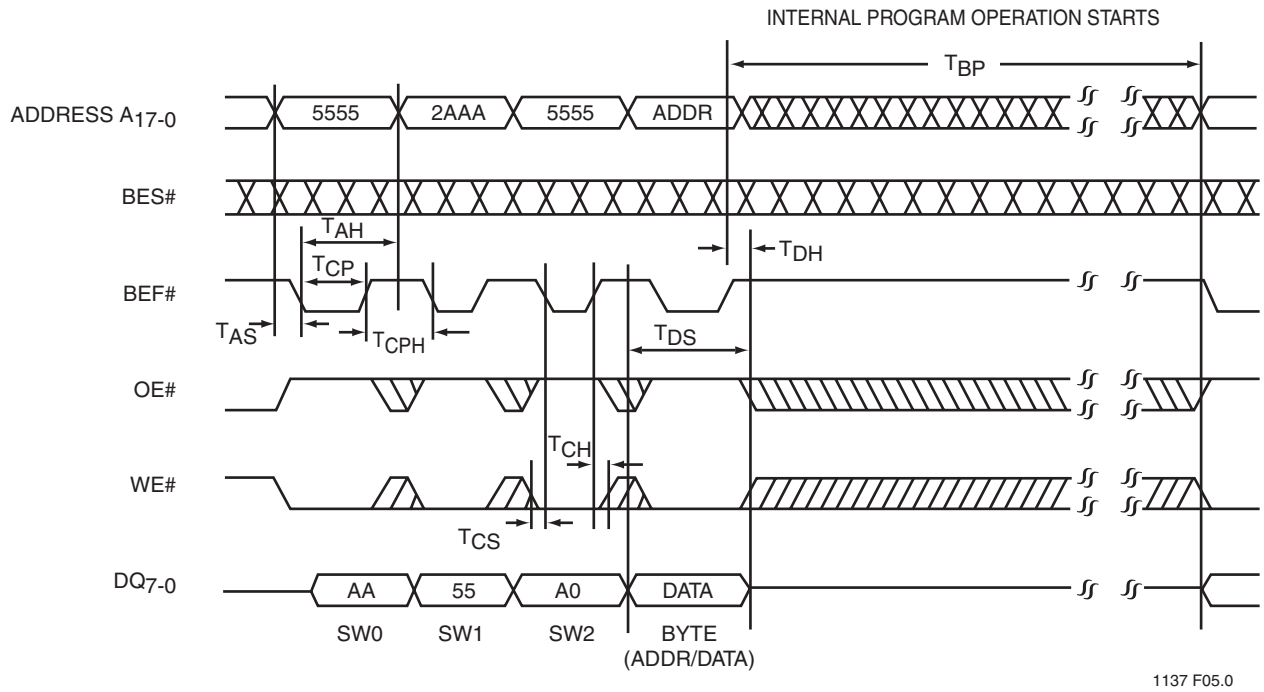 INTERNAL PROGRAM OPERATION STARTS
TBP
ADDRESS A17-0
5555
2AAA
5555
ADDR
BES#
TAH
TDH
TCP
BEF#
TAS
TCPH
TDS
OE#
TCH
WE#
TCS
DQ7-0
AA
55
A0
DATA
SW0
SW1
SW2
BYTE
(ADDR/DATA)
1137 F05.0